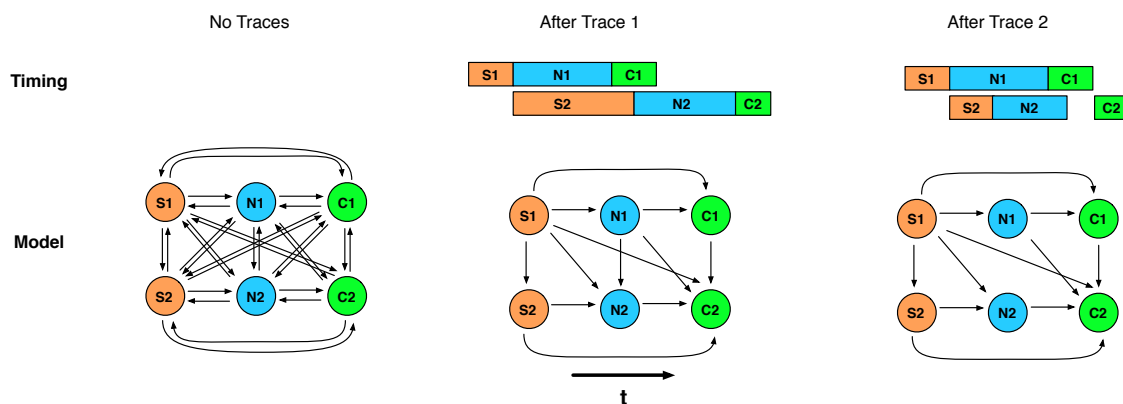 No Traces
After Trace 1
After Trace 2
Timing
S1 N1 C1
S2 N2 C2
S1 N1 C1
S2 N2 C2
Model
S1 N1 C1
S2 N2 C2
S1 N1 C1
S2 N2 C2
t
S1 N1 C1
S2 N2 C2